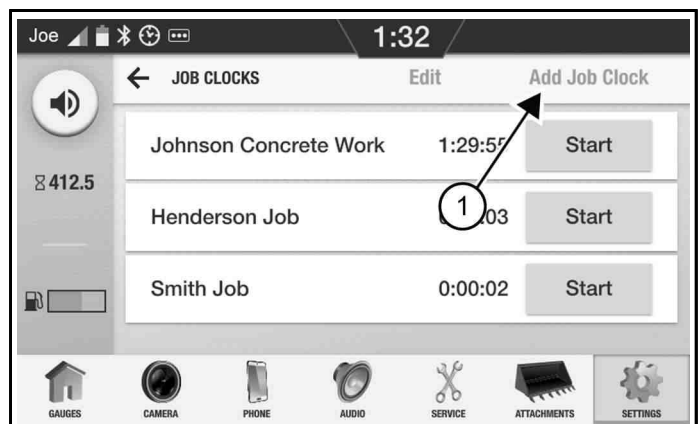 Joe 1:32
JOB CLOCKS Edit Add Job Clock
Johnson Concrete Work 1:29:55 Start
412.5
1
Henderson Job :03 Start
Smith Job 0:00:02 Start
GAUGES CAMERA PHONE AUDIO SERVICE ATTACHMENTS SETTINGS